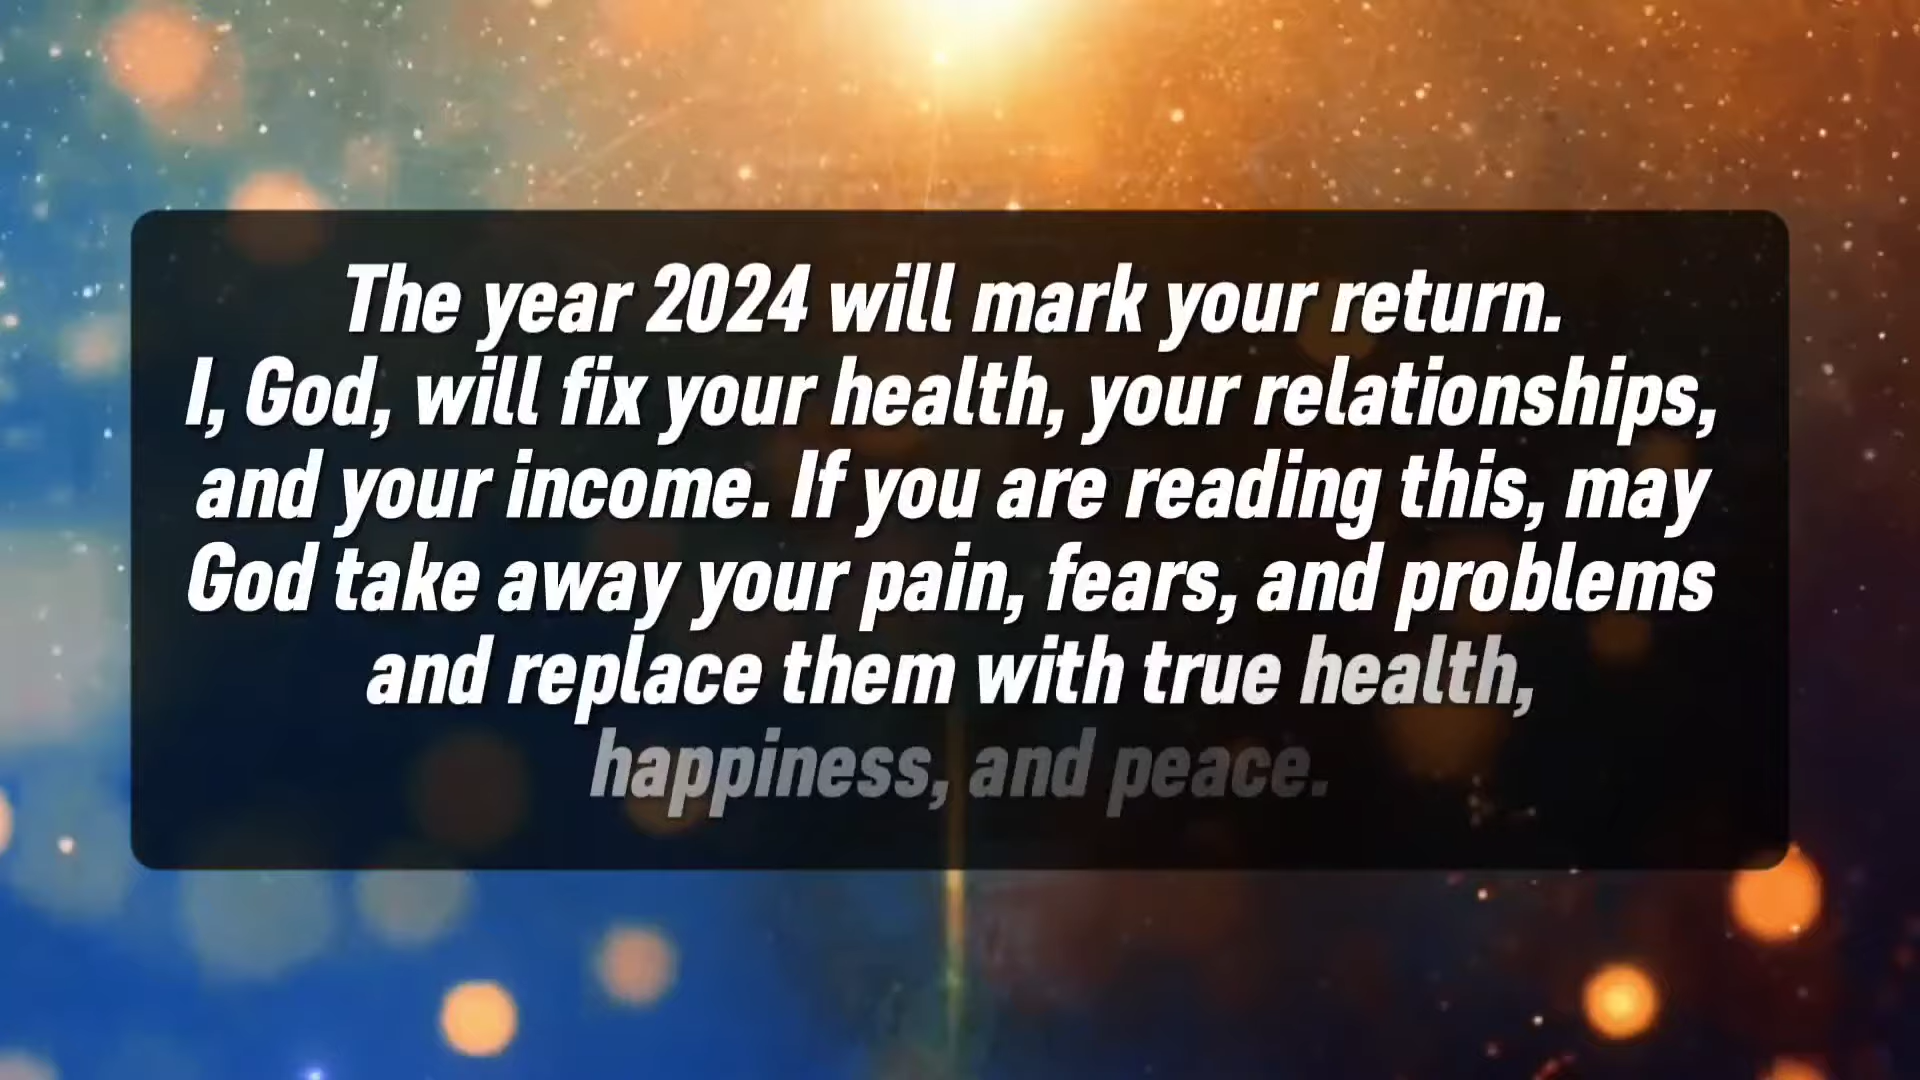 The year 2024 will mark your return.
I, God, will fix your health, your relationships,
and your income. If you are reading this, may
God take away your pain, fears, and problems
and replace them with true health,
happiness, and peace.